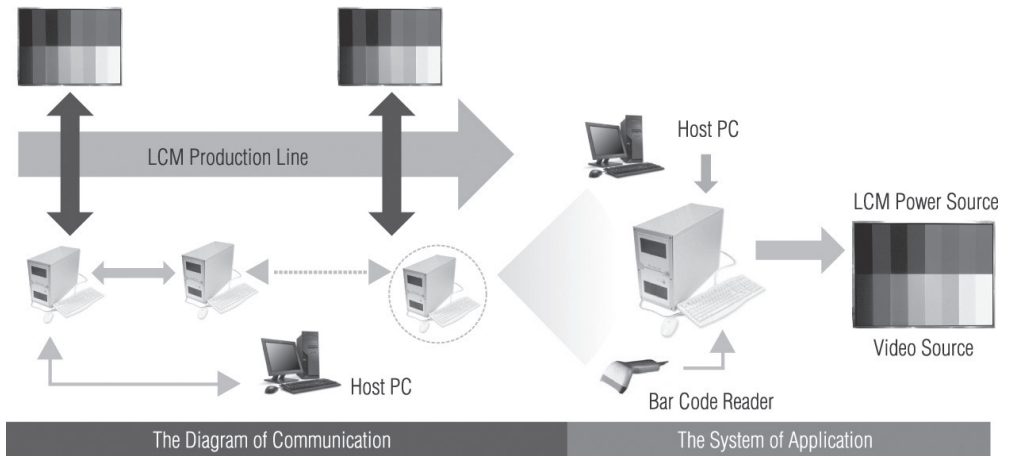 LCM Production Line
Host PC
LCM Power Source
Video Source
Host PC
Bar Code Reader
The Diagram of Communication
The System of Application